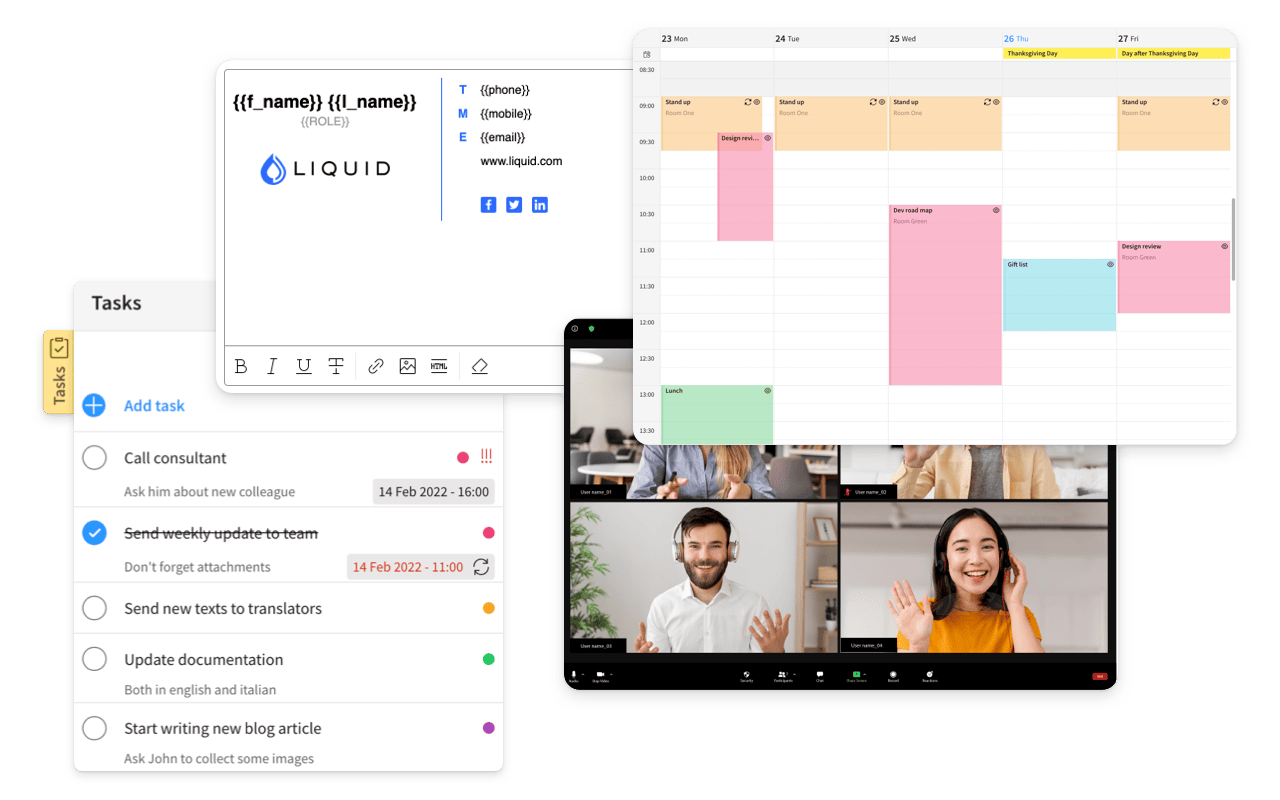 {{f_name}} {{l_name}}
{{ROLE}}
LIQUID
T {{phone}}
M {{mobile}}
E {{email}}
www.liquid.com
HTML
23 Mon
24 Tue
25 Wed
26 Thu
27 Fri
Thanksgiving Day
Day after Thanksgiving Day
08:30
09:00
09:30
10:00
10:30
11:00
11:30
12:00
12:30
13:00
13:30
Stand up
Room One
Design revi...
Lunch
Stand up
Room One
Stand up
Room One
Dev road map
Room Green
Gift list
Stand up
Room One
Design review
Room Green
Tasks
Tasks
Add task
Call consultant
!!!
Ask him about new colleague
14 Feb 2022 - 16:00
Send weekly update to team
Don't forget attachments
14 Feb 2022 - 11:00
Send new texts to translators
Update documentation
Both in english and italian
Start writing new blog article
Ask John to collect some images
User name_01
User name_02
User name_03
User name_04
Audio
Stop Video
Security
Participants
Chat
Share Screen
Record
Reactions